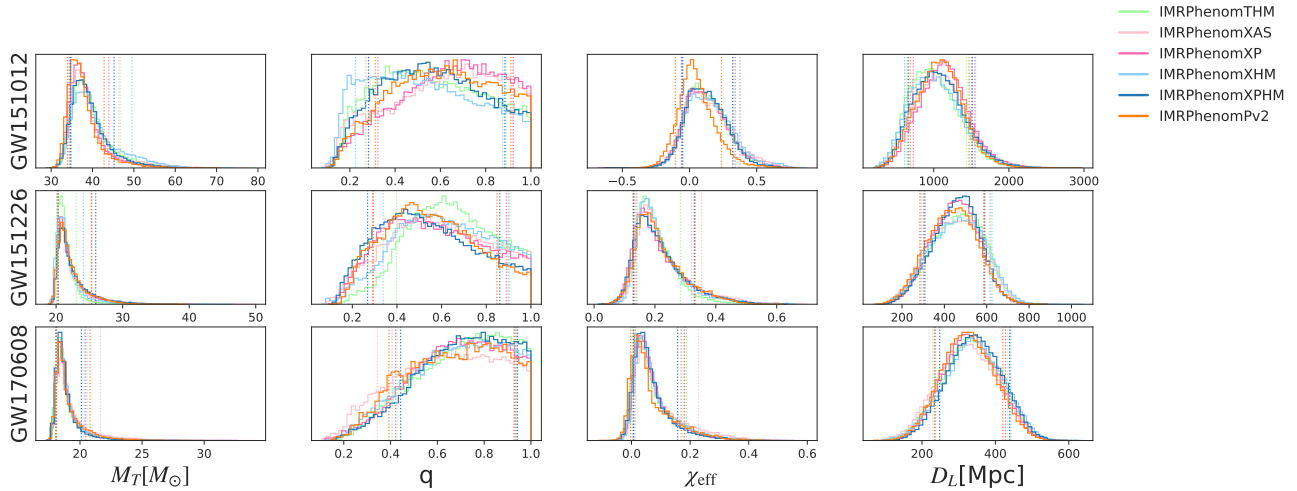 IMRPhenomTHM
IMRPhenomXAS
IMRPhenomXP
IMRPhenomXHM
IMRPhenomXPHM
IMRPhenomPv2
GW151012
30 40 50 60 70 80
0.2 0.4 0.6 0.8 1.0
−0.5 0.0 0.5
1000 2000 3000
GW151226
20 30 40 50
0.2 0.4 0.6 0.8 1.0
0.0 0.2 0.4 0.6
200 400 600 800 1000
GW170608
20 25 30
0.2 0.4 0.6 0.8 1.0
0.0 0.2 0.4 0.6
200 400 600
M_T[M_⊙]
q
χ_eff
D_L[Mpc]